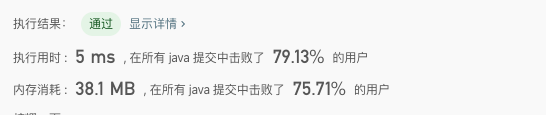 执行结果： 通过 显示详情 >
执行用时： 5 ms ，在所有 java 提交中击败了 79.13% 的用户
内存消耗： 38.1 MB ，在所有 java 提交中击败了 75.71% 的用户